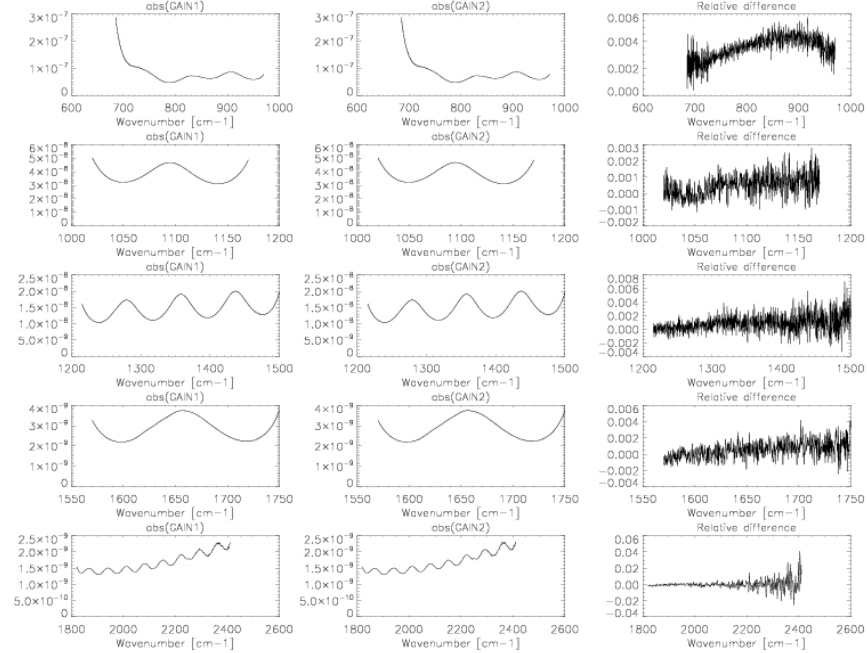 abs(GAIN1) abs(GAIN2) Relative difference
3×10⁻⁷ 3×10⁻⁷ 0.006
2×10⁻⁷ 2×10⁻⁷ 0.004
1×10⁻⁷ 1×10⁻⁷ 0.002
0 0 0.000
600 700 800 900 1000 600 700 800 900 1000 600 700 800 900 1000
Wavenumber [cm-1] Wavenumber [cm-1] Wavenumber [cm-1]
abs(GAIN1) abs(GAIN2) Relative difference
6×10⁻⁸ 6×10⁻⁸ 0.003
5×10⁻⁸ 5×10⁻⁸ 0.002
4×10⁻⁸ 4×10⁻⁸ 0.001
3×10⁻⁸ 3×10⁻⁸ 0.000
2×10⁻⁸ 2×10⁻⁸ −0.001
1×10⁻⁸ 1×10⁻⁸ −0.002
0 0
1000 1050 1100 1150 1200 1000 1050 1100 1150 1200 1000 1050 1100 1150 1200
Wavenumber [cm-1] Wavenumber [cm-1] Wavenumber [cm-1]
abs(GAIN1) abs(GAIN2) Relative difference
2.5×10⁻⁸ 2.5×10⁻⁸ 0.008
2.0×10⁻⁸ 2.0×10⁻⁸ 0.006
1.5×10⁻⁸ 1.5×10⁻⁸ 0.004
1.0×10⁻⁸ 1.0×10⁻⁸ 0.002
5.0×10⁻⁹ 5.0×10⁻⁹ 0.000
0 0 −0.002
−0.004
1200 1300 1400 1500 1200 1300 1400 1500 1200 1300 1400 1500
Wavenumber [cm-1] Wavenumber [cm-1] Wavenumber [cm-1]
abs(GAIN1) abs(GAIN2) Relative difference
4×10⁻⁹ 4×10⁻⁹ 0.006
3×10⁻⁹ 3×10⁻⁹ 0.004
2×10⁻⁹ 2×10⁻⁹ 0.002
1×10⁻⁹ 1×10⁻⁹ 0.000
0 0 −0.002
−0.004
1550 1600 1650 1700 1750 1550 1600 1650 1700 1750 1550 1600 1650 1700 1750
Wavenumber [cm-1] Wavenumber [cm-1] Wavenumber [cm-1]
abs(GAIN1) abs(GAIN2) Relative difference
2.5×10⁻⁹ 2.5×10⁻⁹ 0.06
2.0×10⁻⁹ 2.0×10⁻⁹ 0.04
1.5×10⁻⁹ 1.5×10⁻⁹ 0.02
1.0×10⁻⁹ 1.0×10⁻⁹ 0.00
5.0×10⁻¹⁰ 5.0×10⁻¹⁰ −0.02
0 0 −0.04
1800 2000 2200 2400 2600 1800 2000 2200 2400 2600 1800 2000 2200 2400 2600
Wavenumber [cm-1] Wavenumber [cm-1] Wavenumber [cm-1]